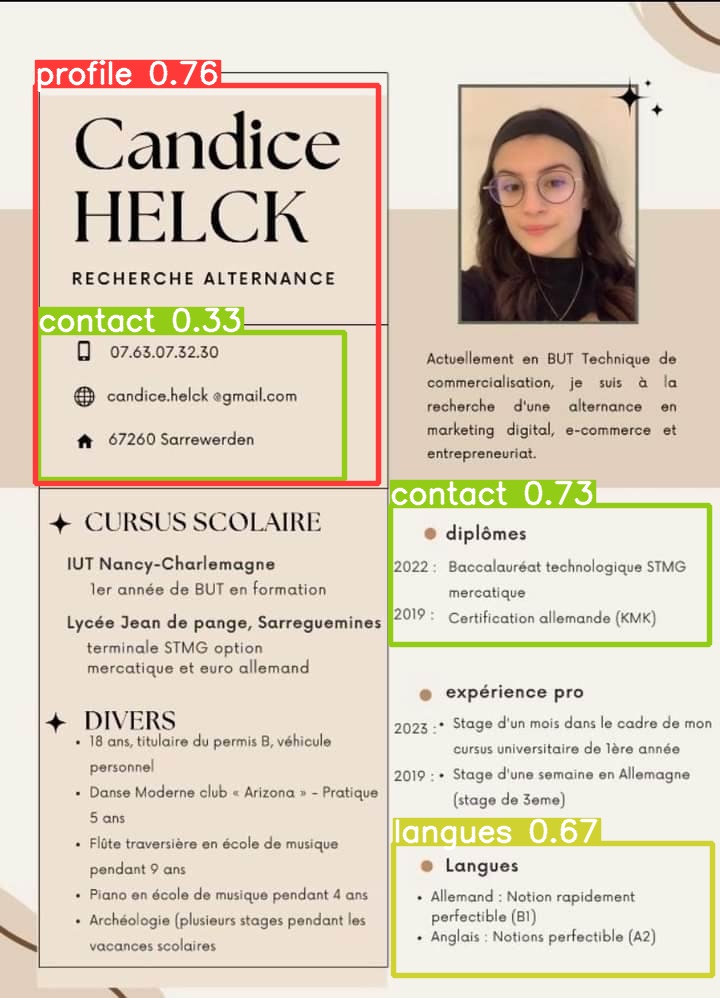 profile 0.76
Candice
HELCK
RECHERCHE ALTERNANCE
contact 0.33
07.63.07.32.30
candice.helck @gmail.com
67260 Sarrewerden
Actuellement en BUT Technique de
commercialisation, je suis à la
recherche d'une alternance en
marketing digital, e-commerce et
entrepreneuriat.
CURSUS SCOLAIRE
IUT Nancy-Charlemagne
1er année de BUT en formation
Lycée Jean de pange, Sarreguemines
terminale STMG option
mercatique et euro allemand
DIVERS
• 18 ans, titulaire du permis B, véhicule
personnel
• Danse Moderne club « Arizona » - Pratique
5 ans
• Flûte traversière en école de musique
pendant 9 ans
• Piano en école de musique pendant 4 ans
• Archéologie (plusieurs stages pendant les
vacances scolaires
contact 0.73
diplômes
2022 : Baccalauréat technologique STMG
mercatique
2019 : Certification allemande (KMK)
expérience pro
2023 : • Stage d'un mois dans le cadre de mon
cursus universitaire de 1ère année
2019 : • Stage d'une semaine en Allemagne
(stage de 3eme)
langues 0.67
Langues
• Allemand : Notion rapidement
perfectible (B1)
• Anglais : Notions perfectible (A2)